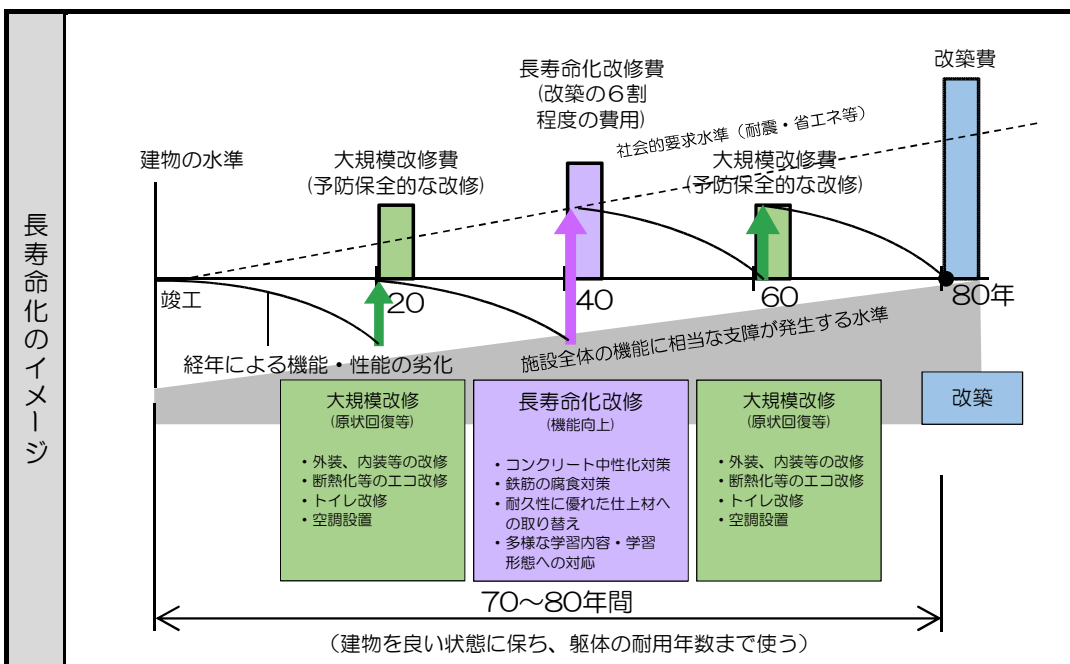 長寿命化のイメージ
改築費
長寿命化改修費
(改築の６割
程度の費用)
社会的要求水準（耐震・省エネ等）
建物の水準
大規模改修費
(予防保全的な改修)
大規模改修費
(予防保全的な改修)
竣工
20
40
60
80年
経年による機能・性能の劣化
施設全体の機能に相当な支障が発生する水準
大規模改修
(原状回復等)
・外装、内装等の改修
・断熱化等のエコ改修
・トイレ改修
・空調設置
長寿命化改修
(機能向上)
・コンクリート中性化対策
・鉄筋の腐食対策
・耐久性に優れた仕上材へ
の取り替え
・多様な学習内容・学習
形態への対応
大規模改修
(原状回復等)
・外装、内装等の改修
・断熱化等のエコ改修
・トイレ改修
・空調設置
改築
70～80年間
（建物を良い状態に保ち、躯体の耐用年数まで使う）